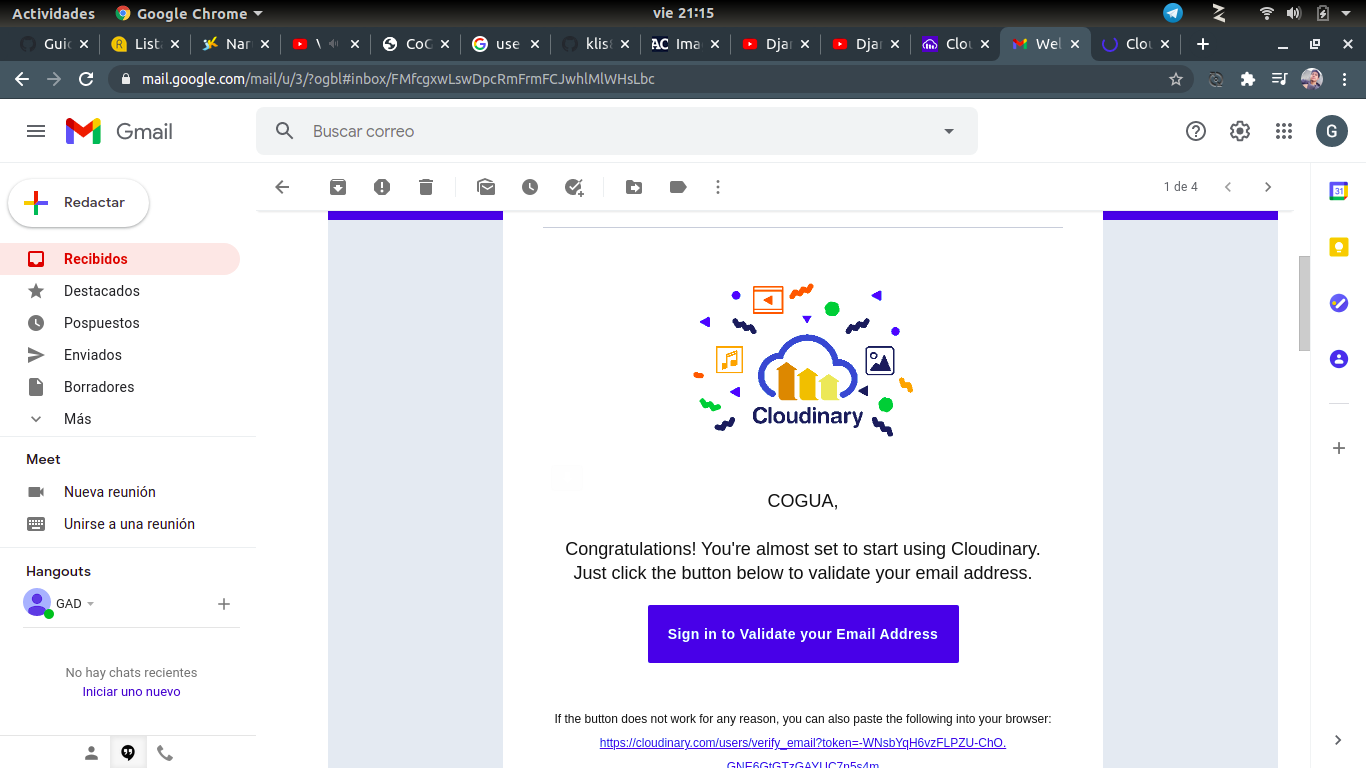 Actividades
Google Chrome
vie 21:15
Guic
Lista
Nar
V
CoC
use
klis8
Imac
Djar
Djar
Clou
Wel
Clou
mail.google.com/mail/u/3/?ogbl#inbox/FMfcgxwLswDpcRmFrmFCJwhlMlWHsLbc
Gmail
Buscar correo
G
Redactar
1 de 4
31
Recibidos
Destacados
Pospuestos
Enviados
Borradores
Más
Meet
Nueva reunión
Unirse a una reunión
Hangouts
GAD
No hay chats recientes
Iniciar uno nuevo
Cloudinary
COGUA,
Congratulations! You're almost set to start using Cloudinary.
Just click the button below to validate your email address.
Sign in to Validate your Email Address
If the button does not work for any reason, you can also paste the following into your browser:
https://cloudinary.com/users/verify_email?token=-WNsbYqH6vzFLPZU-ChO.